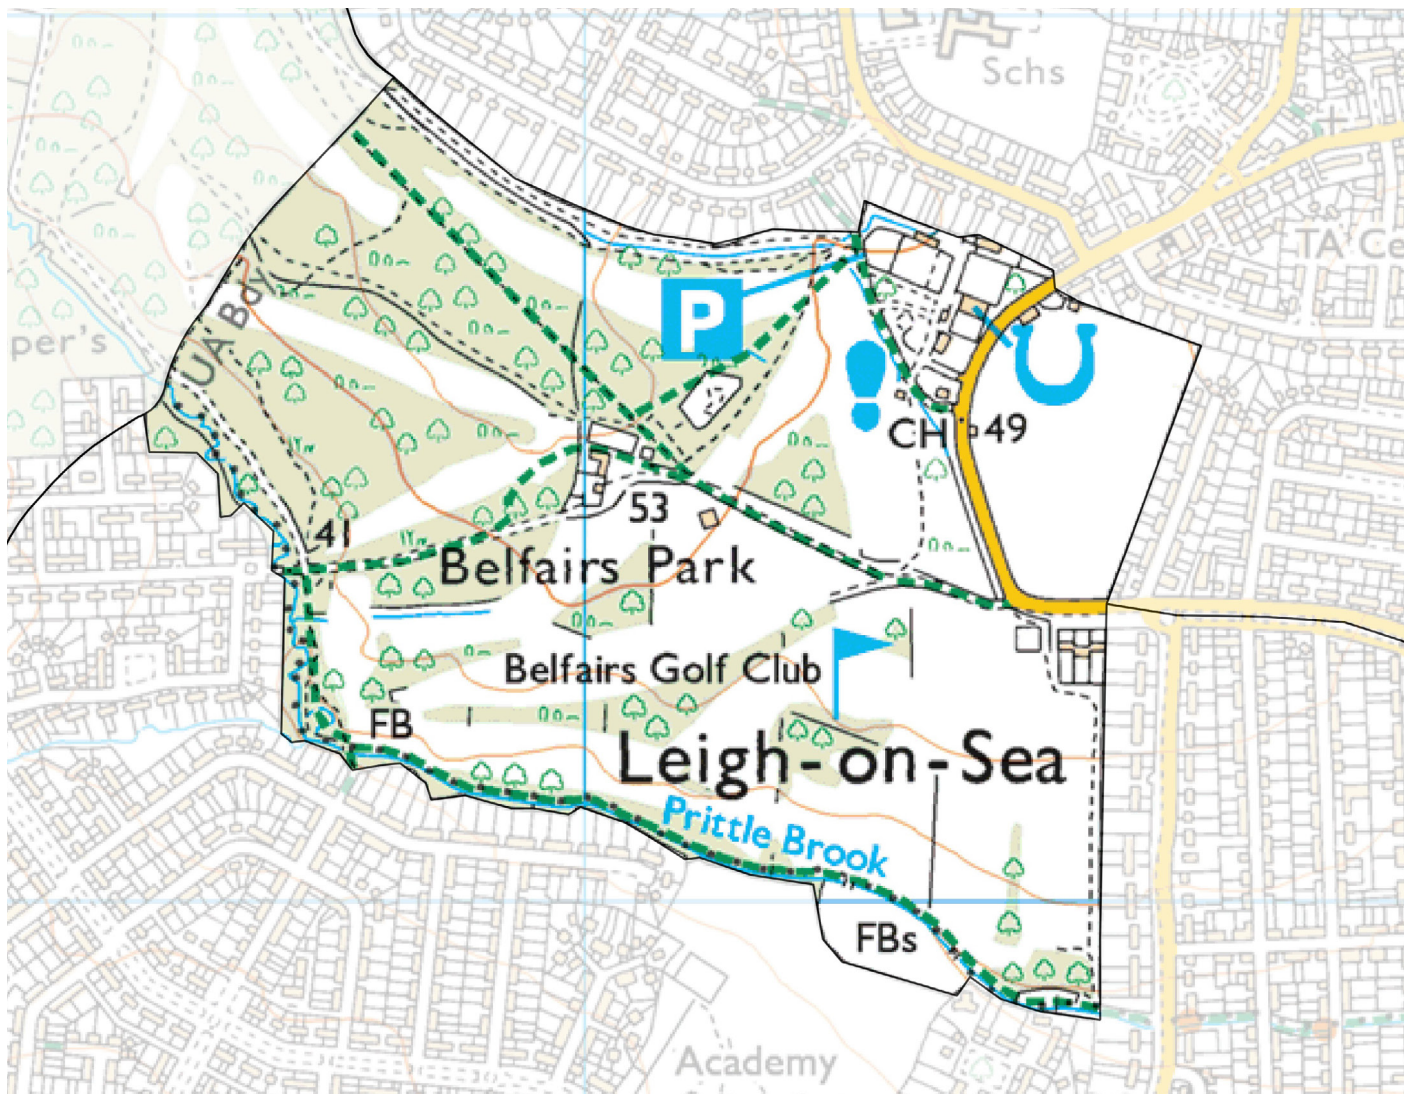 Schs
TA Ce
per's
UA Bdy
P
CH
49
53
41
Belfairs Park
Belfairs Golf Club
FB
Leigh-on-Sea
Prittle Brook
FBs
Academy